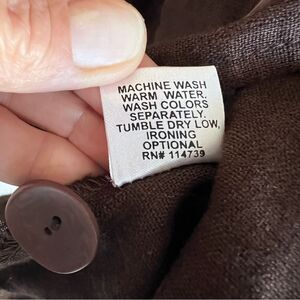 MACHINE WASH
WARM WATER.
WASH COLORS
SEPARATELY.
TUMBLE DRY LOW,
IRONING
OPTIONAL
RN# 114739